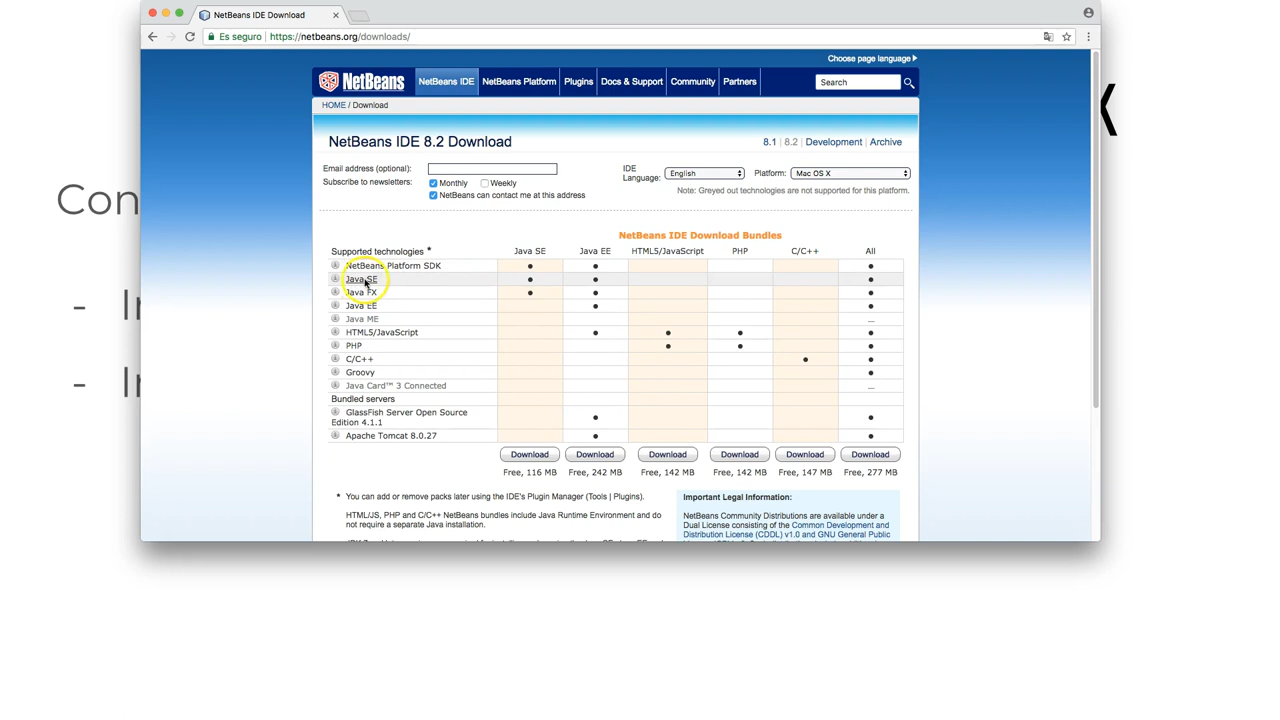 NetBeans IDE Download
Es seguro https://netbeans.org/downloads/
Choose page language
NetBeans
NetBeans IDE NetBeans Platform Plugins Docs & Support Community Partners Search
HOME / Download
NetBeans IDE 8.2 Download
8.1 | 8.2 | Development | Archive
Email address (optional):
Subscribe to newsletters: Monthly Weekly
NetBeans can contact me at this address
IDE Language: English Platform: Mac OS X
Note: Greyed out technologies are not supported for this platform.
NetBeans IDE Download Bundles
Supported technologies * Java SE Java EE HTML5/JavaScript PHP C/C++ All
NetBeans Platform SDK
Java SE
Java FX
Java EE
Java ME
HTML5/JavaScript
PHP
C/C++
Groovy
Java Card™ 3 Connected
Bundled servers
GlassFish Server Open Source
Edition 4.1.1
Apache Tomcat 8.0.27
Download Download Download Download Download Download
Free, 116 MB Free, 242 MB Free, 142 MB Free, 142 MB Free, 147 MB Free, 277 MB
* You can add or remove packs later using the IDE's Plugin Manager (Tools | Plugins).
HTML/JS, PHP and C/C++ NetBeans bundles include Java Runtime Environment and do
not require a separate Java installation.
Important Legal Information:
NetBeans Community Distributions are available under a
Dual License consisting of the Common Development and
Distribution License (CDDL) v1.0 and GNU General Public
Con
- I
- I